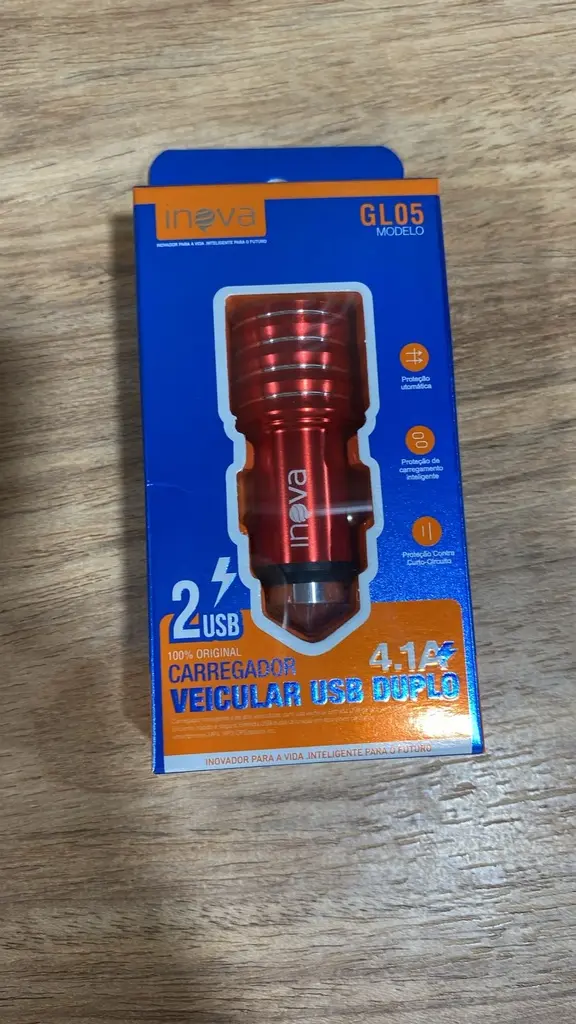 inova
INOVADOR PARA A VIDA .INTELIGENTE PARA O FUTURO
GL05
MODELO
Proteção
utomática
Proteção de
carregamento
inteligente
Proteção Contra
Curto-Circuito
inova
2 USB
100% ORIGINAL
CARREGADOR
4.1A
VEICULAR USB DUPLO
INOVADOR PARA A VIDA .INTELIGENTE PARA O FUTURO